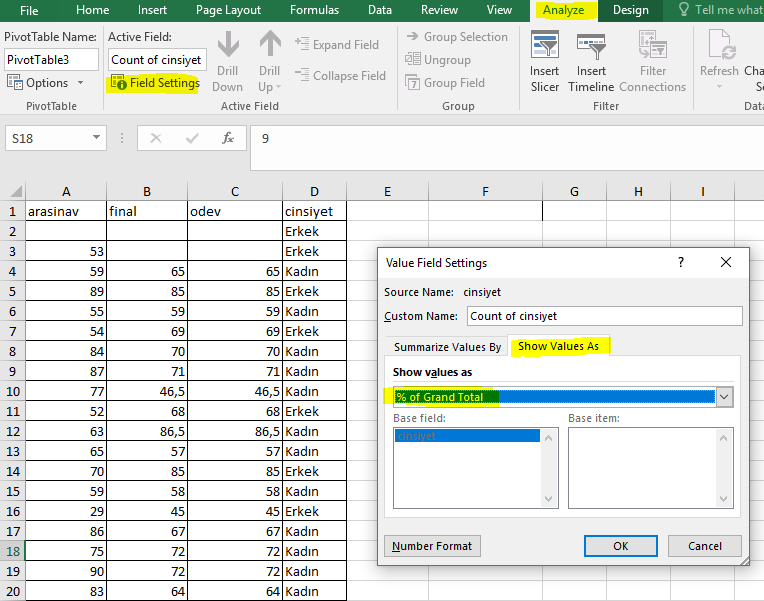 File Home Insert Page Layout Formulas Data Review View Analyze Design Tell me what
PivotTable Name:
PivotTable3
Options
PivotTable
Active Field:
Count of cinsiyet
Field Settings
Drill Down
Drill Up
Expand Field
Collapse Field
Active Field
Group Selection
Ungroup
Group Field
Group
Insert Slicer
Insert Timeline
Filter Connections
Filter
Refresh
S18 fx 9
A B C D E F G H I
1 arasinav final odev cinsiyet
2 Erkek
3 53 Erkek
4 59 65 65 Kadın
5 89 85 85 Erkek
6 55 59 59 Kadın
7 54 69 69 Erkek
8 84 70 70 Kadın
9 87 71 71 Kadın
10 77 46,5 46,5 Kadın
11 52 68 68 Erkek
12 63 86,5 86,5 Kadın
13 65 57 57 Kadın
14 70 85 85 Erkek
15 59 58 58 Kadın
16 29 45 45 Erkek
17 86 67 67 Kadın
18 75 72 72 Kadın
19 90 72 72 Kadın
20 83 64 64 Kadın
Value Field Settings ?
Source Name: cinsiyet
Custom Name: Count of cinsiyet
Summarize Values By Show Values As
Show values as
% of Grand Total
Base field: Base item:
cinsiyet
Number Format OK Cancel